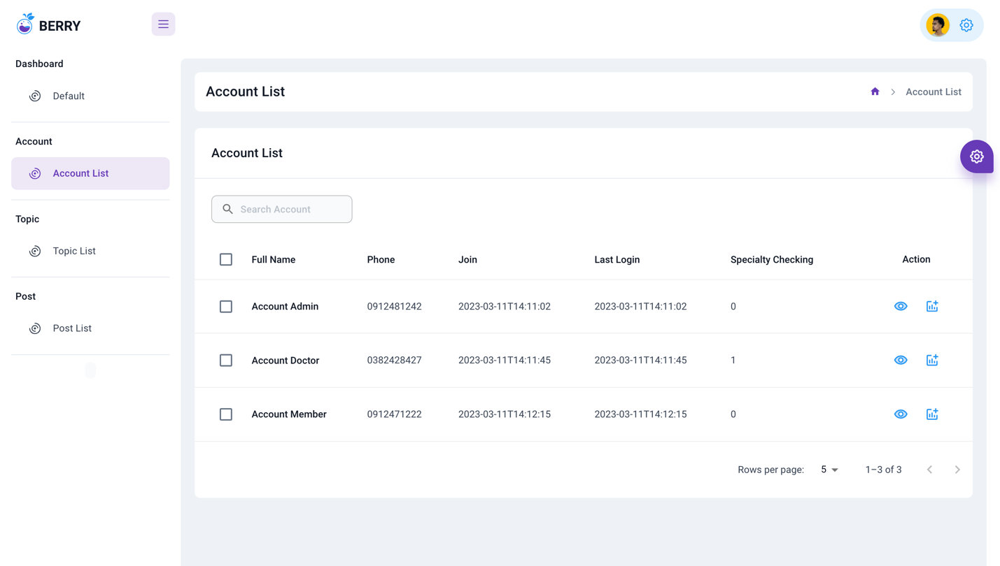 BERRY
Dashboard
Default
Account
Account List
Topic
Topic List
Post
Post List
Account List
Account List
Account List
Search Account
Full Name Phone Join Last Login Specialty Checking Action
Account Admin 0912481242 2023-03-11T14:11:02 2023-03-11T14:11:02 0
Account Doctor 0382428427 2023-03-11T14:11:45 2023-03-11T14:11:45 1
Account Member 0912471222 2023-03-11T14:12:15 2023-03-11T14:12:15 0
Rows per page: 5 1–3 of 3